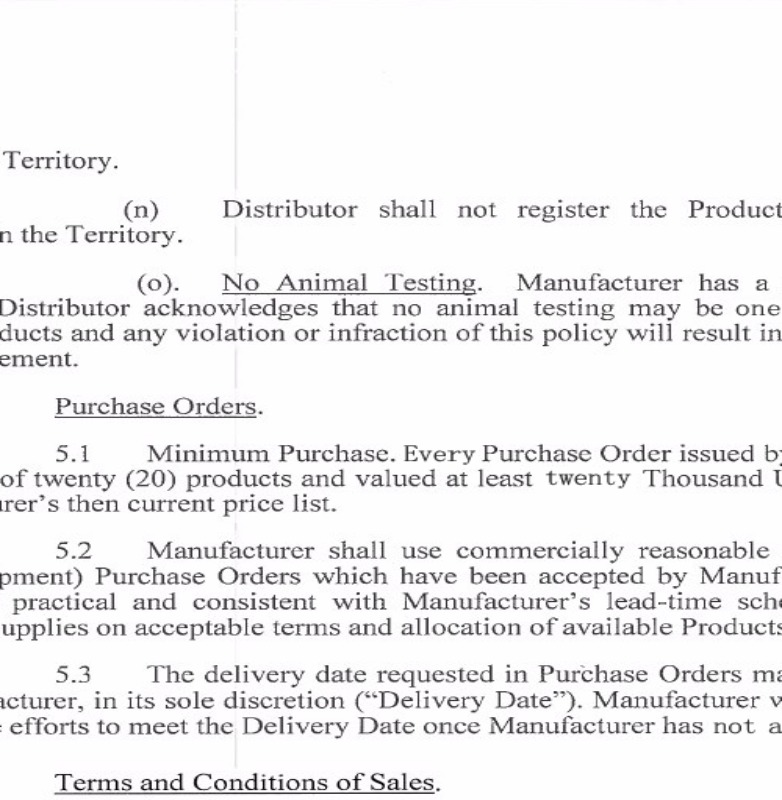 Territory.
(n) Distributor shall not register the Product
n the Territory.
(o). No Animal Testing. Manufacturer has a
Distributor acknowledges that no animal testing may be one
ducts and any violation or infraction of this policy will result in
ement.
Purchase Orders.
5.1 Minimum Purchase. Every Purchase Order issued by
of twenty (20) products and valued at least twenty Thousand U
urer's then current price list.
5.2 Manufacturer shall use commercially reasonable
pment) Purchase Orders which have been accepted by Manuf
practical and consistent with Manufacturer's lead-time sche
upplies on acceptable terms and allocation of available Products
5.3 The delivery date requested in Purchase Orders ma
acturer, in its sole discretion (“Delivery Date”). Manufacturer w
efforts to meet the Delivery Date once Manufacturer has not a
Terms and Conditions of Sales.